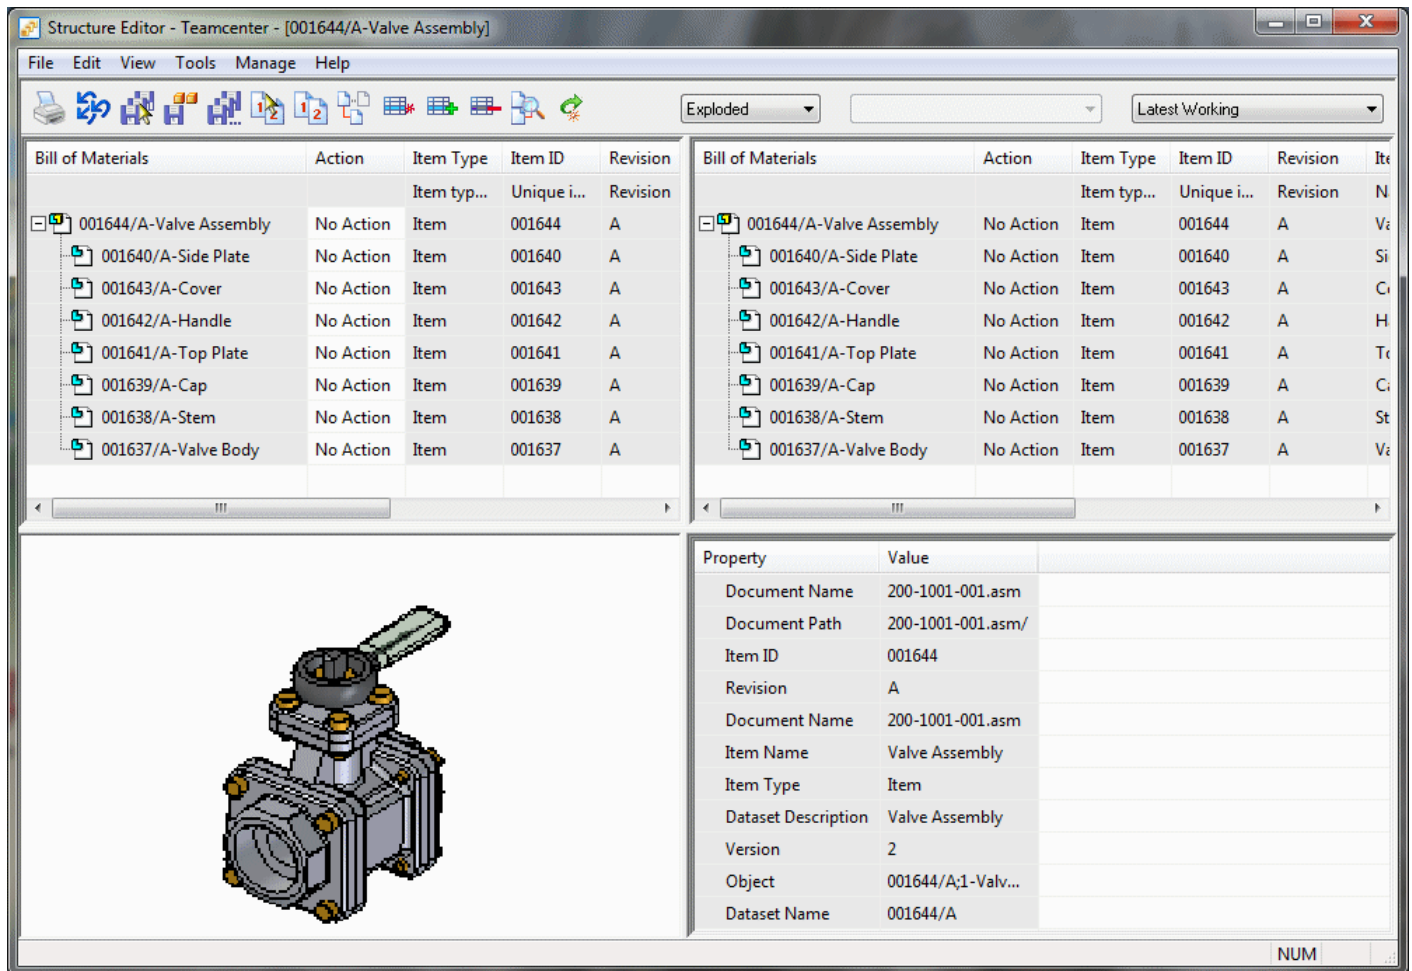 Structure Editor - Teamcenter - [001644/A-Valve Assembly]
File Edit View Tools Manage Help
Exploded Latest Working
Bill of Materials Action Item Type Item ID Revision
Item typ... Unique i... Revision
001644/A-Valve Assembly No Action Item 001644 A
001640/A-Side Plate No Action Item 001640 A
001643/A-Cover No Action Item 001643 A
001642/A-Handle No Action Item 001642 A
001641/A-Top Plate No Action Item 001641 A
001639/A-Cap No Action Item 001639 A
001638/A-Stem No Action Item 001638 A
001637/A-Valve Body No Action Item 001637 A
Bill of Materials Action Item Type Item ID Revision Ite
Item typ... Unique i... Revision N
001644/A-Valve Assembly No Action Item 001644 A Va
001640/A-Side Plate No Action Item 001640 A Si
001643/A-Cover No Action Item 001643 A Co
001642/A-Handle No Action Item 001642 A H
001641/A-Top Plate No Action Item 001641 A To
001639/A-Cap No Action Item 001639 A Ca
001638/A-Stem No Action Item 001638 A St
001637/A-Valve Body No Action Item 001637 A Va
Property Value
Document Name 200-1001-001.asm
Document Path 200-1001-001.asm/
Item ID 001644
Revision A
Document Name 200-1001-001.asm
Item Name Valve Assembly
Item Type Item
Dataset Description Valve Assembly
Version 2
Object 001644/A;1-Valv...
Dataset Name 001644/A
NUM